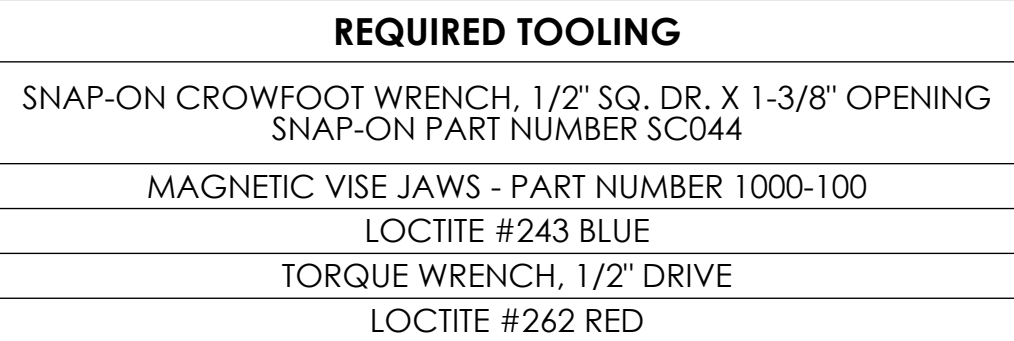 REQUIRED TOOLING
SNAP-ON CROWFOOT WRENCH, 1/2" SQ. DR. X 1-3/8" OPENING
SNAP-ON PART NUMBER SC044
MAGNETIC VISE JAWS - PART NUMBER 1000-100
LOCTITE #243 BLUE
TORQUE WRENCH, 1/2" DRIVE
LOCTITE #262 RED